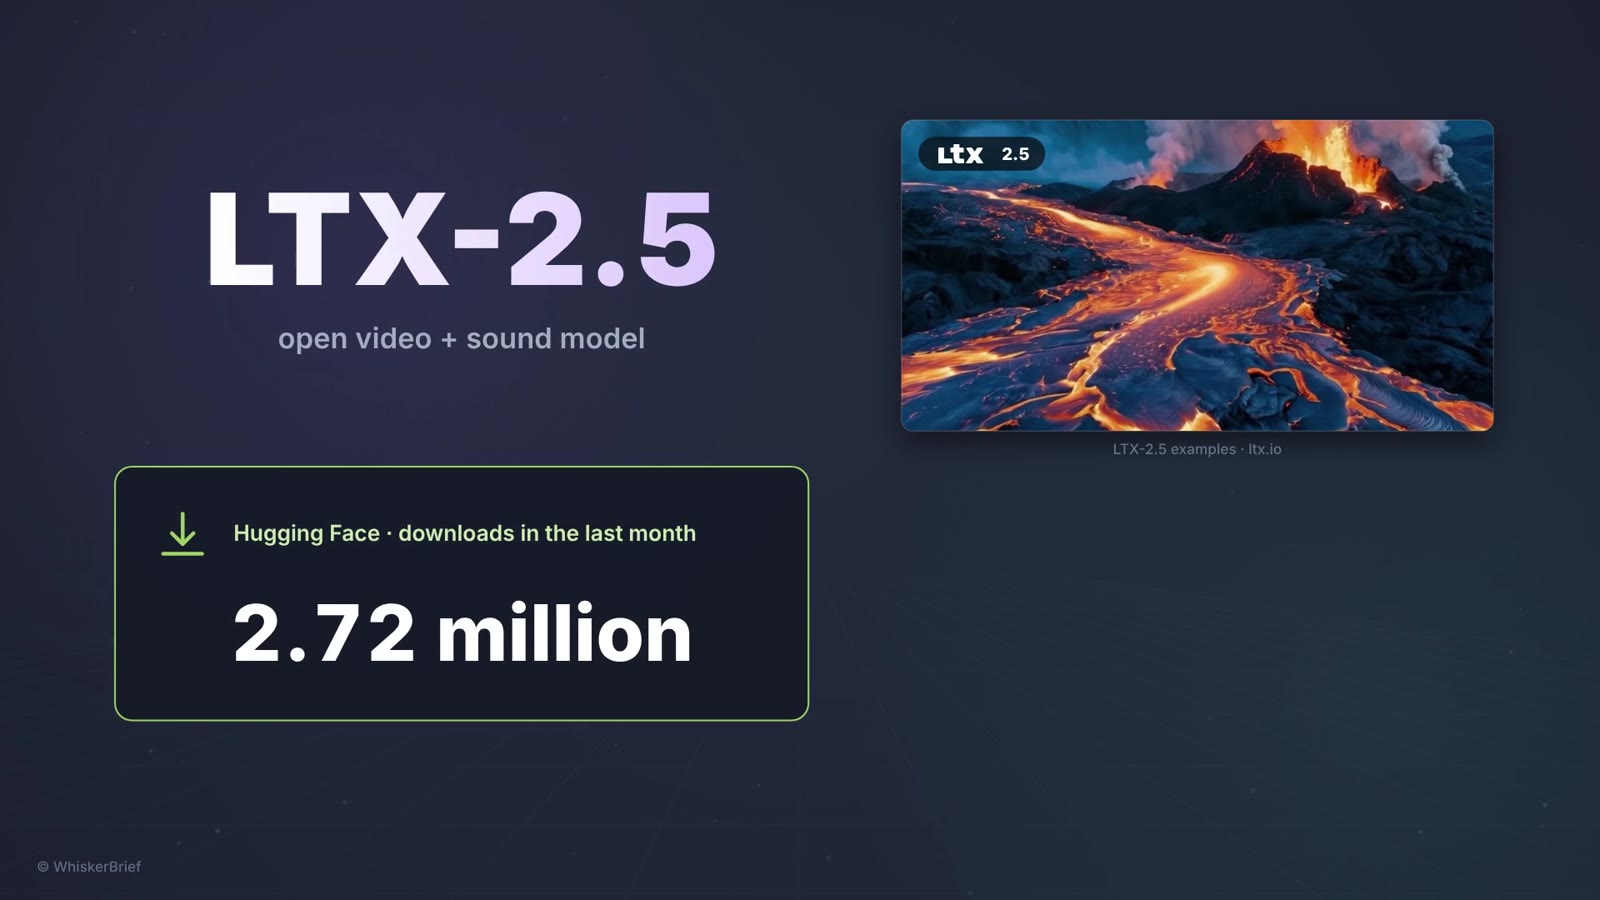 LTX-2.5
open video + sound model
Hugging Face · downloads in the last month
2.72 million
Ltx 2.5
LTX-2.5 examples · ltx.io
© WhiskerBrief